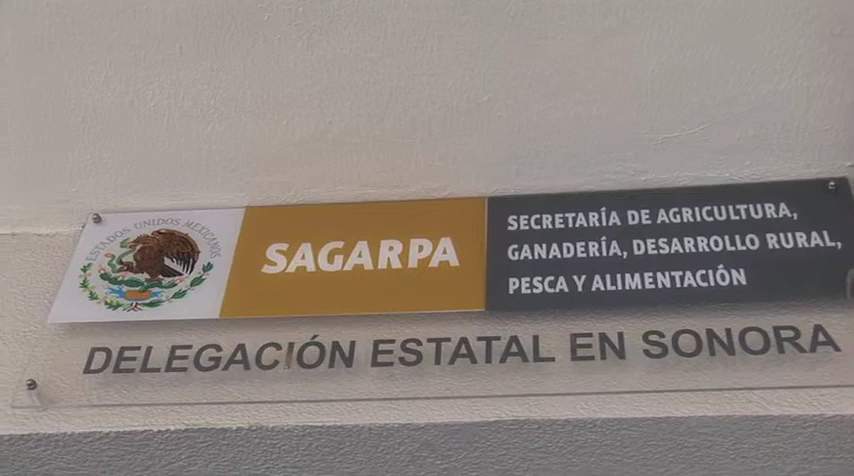 ESTADOS UNIDOS MEXICANOS
SAGARPA
SECRETARÍA DE AGRICULTURA,
GANADERÍA, DESARROLLO RURAL,
PESCA Y ALIMENTACIÓN
DELEGACIÓN ESTATAL EN SONORA